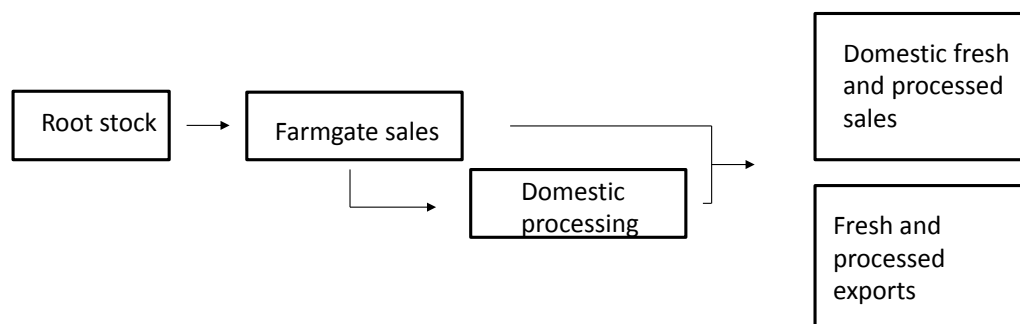 Root stock
Farmgate sales
Domestic
processing
Domestic fresh
and processed
sales
Fresh and
processed
exports